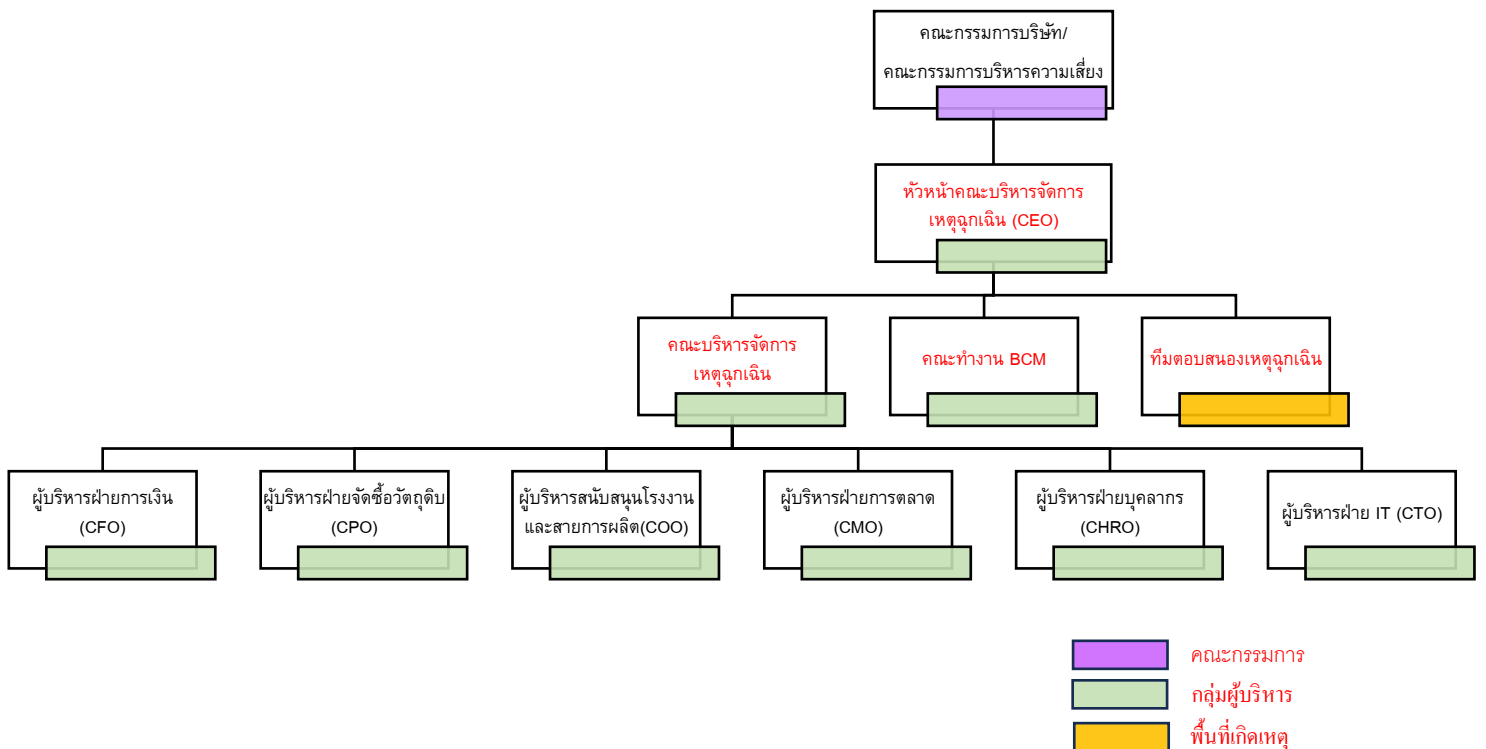 คณะกรรมการบริษัท/
คณะกรรมการบริหารความเสี่ยง
หัวหน้าคณะบริหารจัดการ
เหตุฉุกเฉิน (CEO)
คณะบริหารจัดการ
เหตุฉุกเฉิน
คณะทำงาน BCM
ทีมตอบสนองเหตุฉุกเฉิน
ผู้บริหารฝ่ายการเงิน
(CFO)
ผู้บริหารฝ่ายจัดซื้อวัตถุดิบ
(CPO)
ผู้บริหารสนับสนุนโรงงาน
และสายการผลิต(COO)
ผู้บริหารฝ่ายการตลาด
(CMO)
ผู้บริหารฝ่ายบุคลากร
(CHRO)
ผู้บริหารฝ่าย IT (CTO)
คณะกรรมการ
กลุ่มผู้บริหาร
พื้นที่เกิดเหตุ